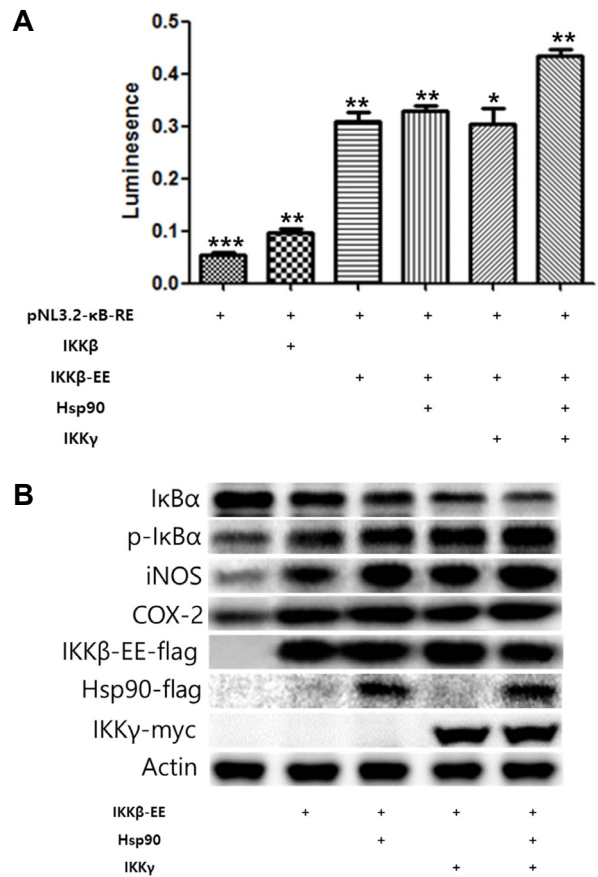 A
Luminesence
0.5
0.4
0.3
0.2
0.1
0.0
***
**
**
**
*
**
pNL3.2-κB-RE + + + + + +
IKKβ +
IKKβ-EE + + + +
Hsp90 + +
IKKγ + +
B
IκBα
p-IκBα
iNOS
COX-2
IKKβ-EE-flag
Hsp90-flag
IKKγ-myc
Actin
IKKβ-EE + + + +
Hsp90 + +
IKKγ + +